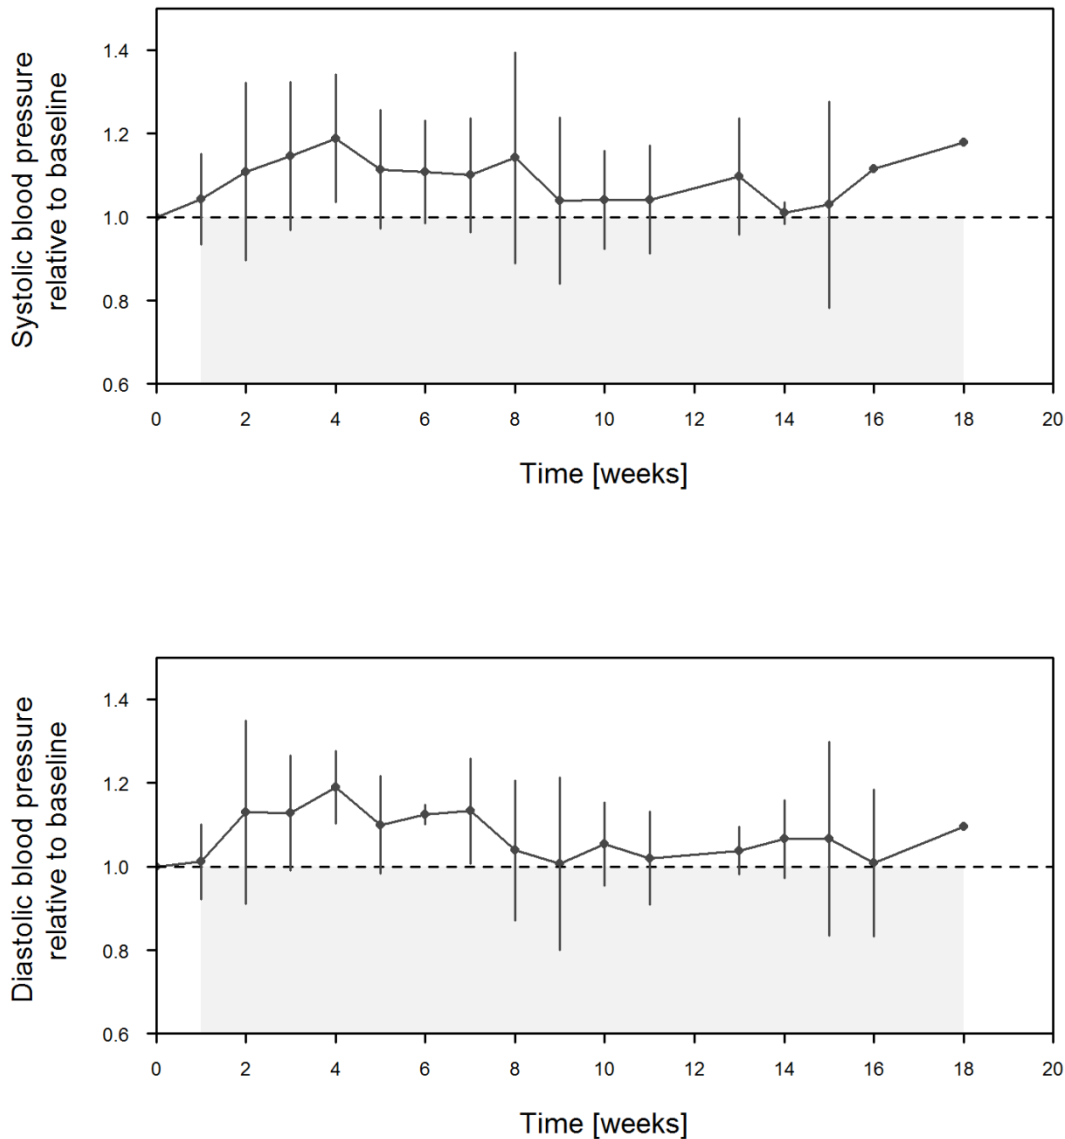 Systolic blood pressure
relative to baseline
1.4
1.2
1.0
0.8
0.6
0 2 4 6 8 10 12 14 16 18 20
Time [weeks]
Diastolic blood pressure
relative to baseline
1.4
1.2
1.0
0.8
0.6
0 2 4 6 8 10 12 14 16 18 20
Time [weeks]